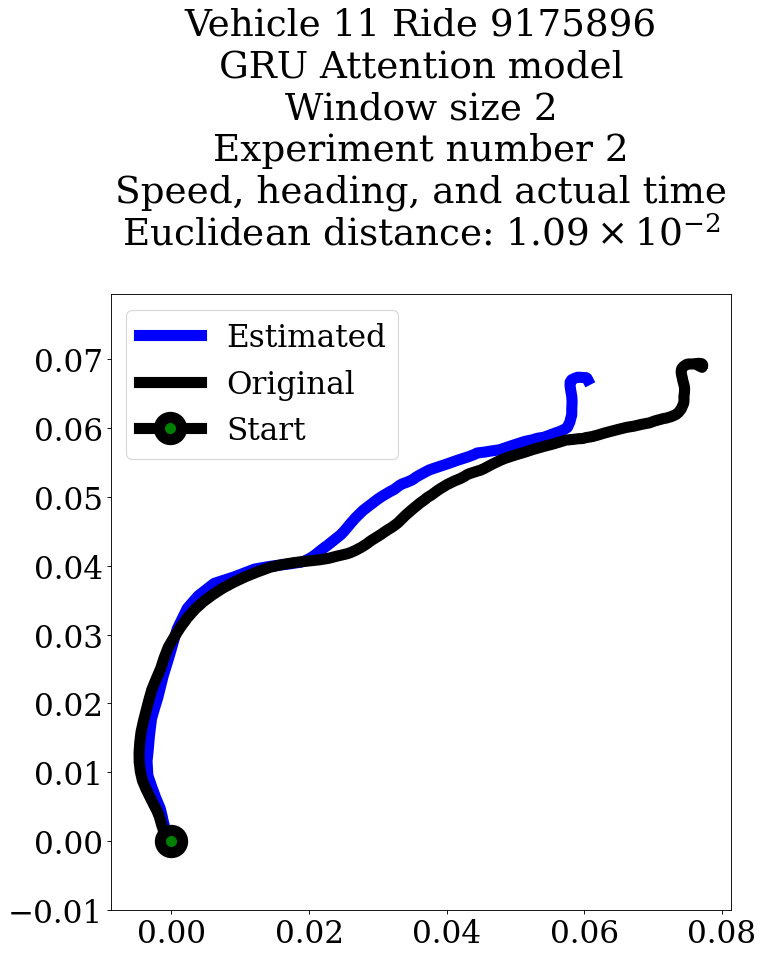 Vehicle 11 Ride 9175896
GRU Attention model
Window size 2
Experiment number 2
Speed, heading, and actual time
Euclidean distance: 1.09 × 10⁻²
Estimated
Original
Start
0.07
0.06
0.05
0.04
0.03
0.02
0.01
0.00
−0.01
0.00 0.02 0.04 0.06 0.08